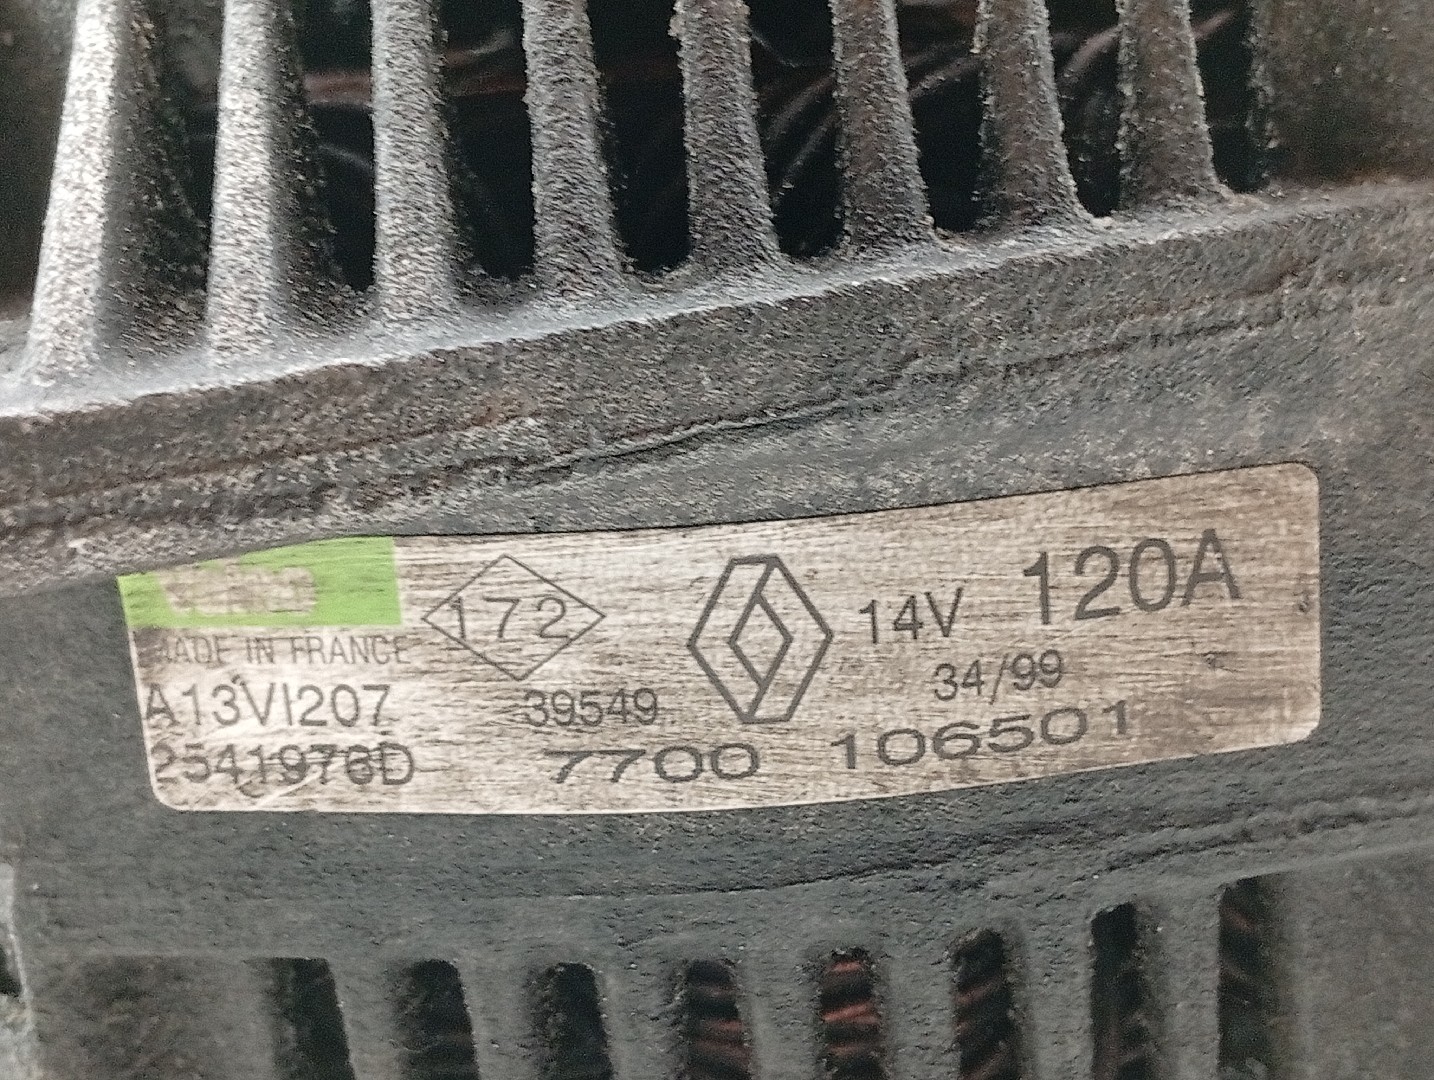 172
14V 120A
MADE IN FRANCE
34/99
A13VI207 39549
2541976D 7700 106501